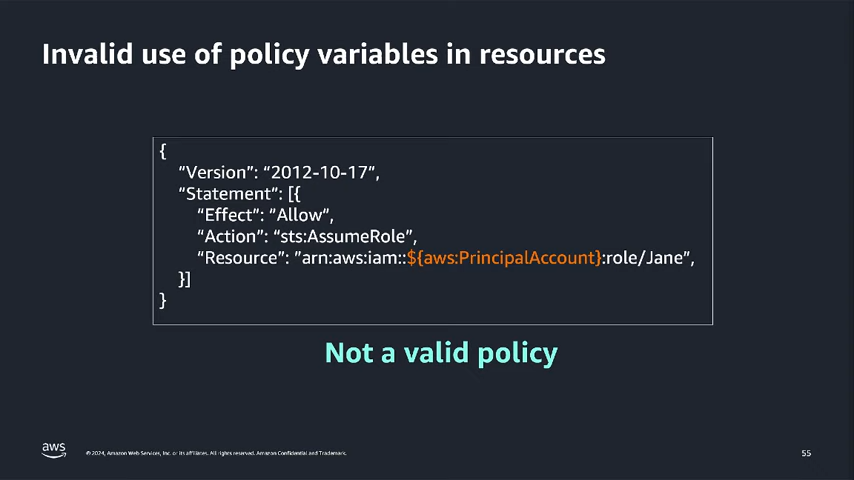 Invalid use of policy variables in resources
{
“Version”: “2012-10-17“,
“Statement“: [{
“Effect”: “Allow”,
“Action”: “sts:AssumeRole”,
“Resource”: ”arn:aws:iam::${aws:PrincipalAccount}:role/Jane”,
}]
}
Not a valid policy
aws
© 2024, Amazon Web Services, Inc. or its affiliates. All rights reserved. Amazon Confidential and Trademark.
55